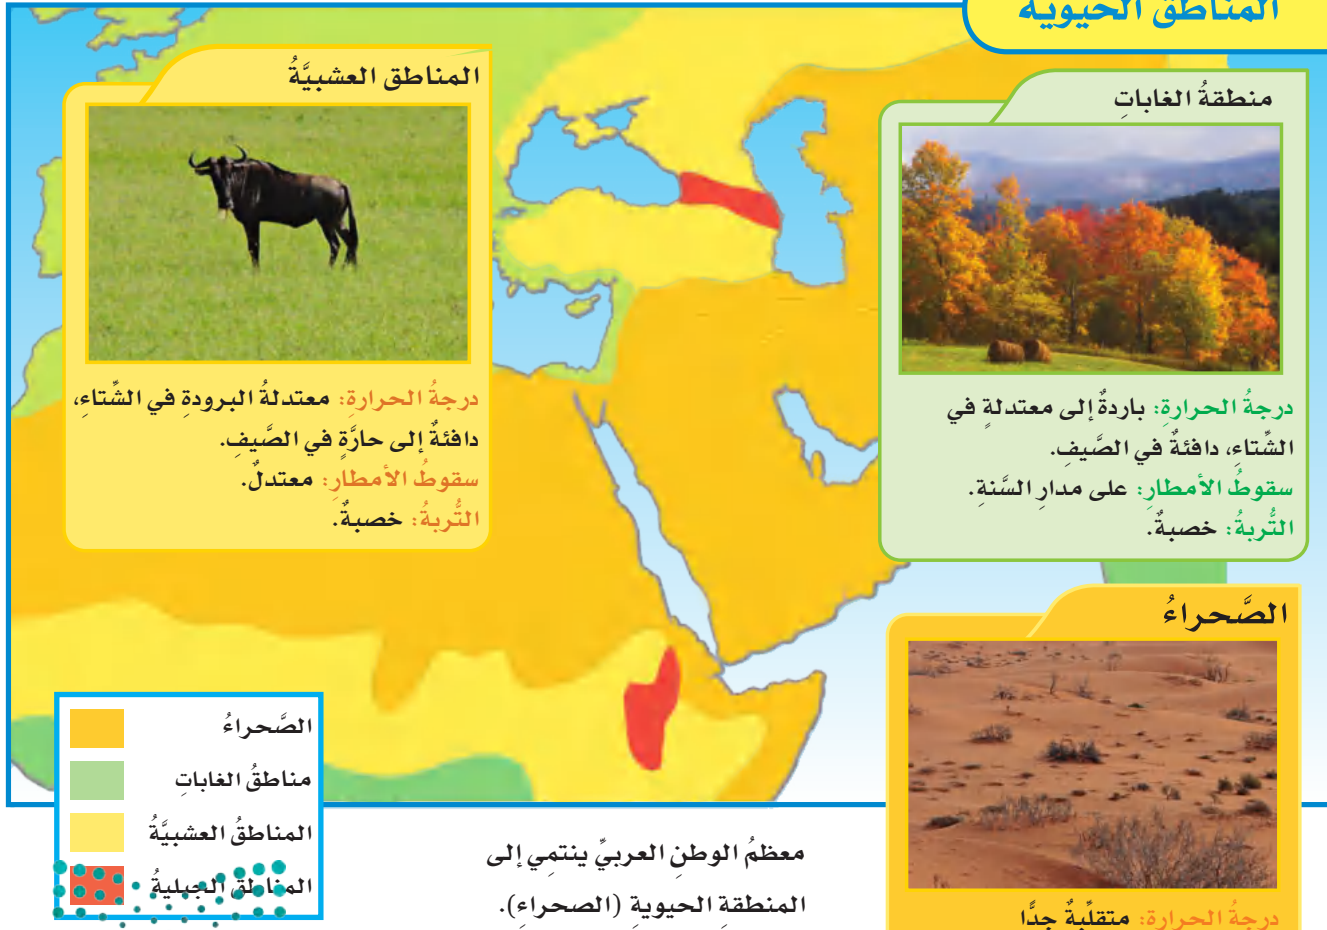 المناطق الحيوية
منطقةُ الغاباتِ
درجةُ الحرارةِ: باردةٌ إلى معتدلةٍ في
الشِّتاءِ، دافئةٌ في الصَّيفِ.
سقوطُ الأمطارِ: على مدارِ السَّنةِ.
التُّربةُ: خصبةٌ.
المناطق العشبيَّةُ
درجةُ الحرارةِ: معتدلةُ البرودةِ في الشِّتاءِ،
دافئةٌ إلى حارَّةٍ في الصَّيفِ.
سقوطُ الأمطارِ: معتدلٌ.
التُّربةُ: خصبةٌ.
الصَّحراءُ
درجةُ الحرارةِ: متقلِّبةٌ جدًّا
الصَّحراءُ
مناطقُ الغاباتِ
المناطقُ العشبيَّةُ
المناطقُ الجبليةُ
معظمُ الوطنِ العربيِّ ينتمِي إلى
المنطقةِ الحيويةِ (الصحراءِ).